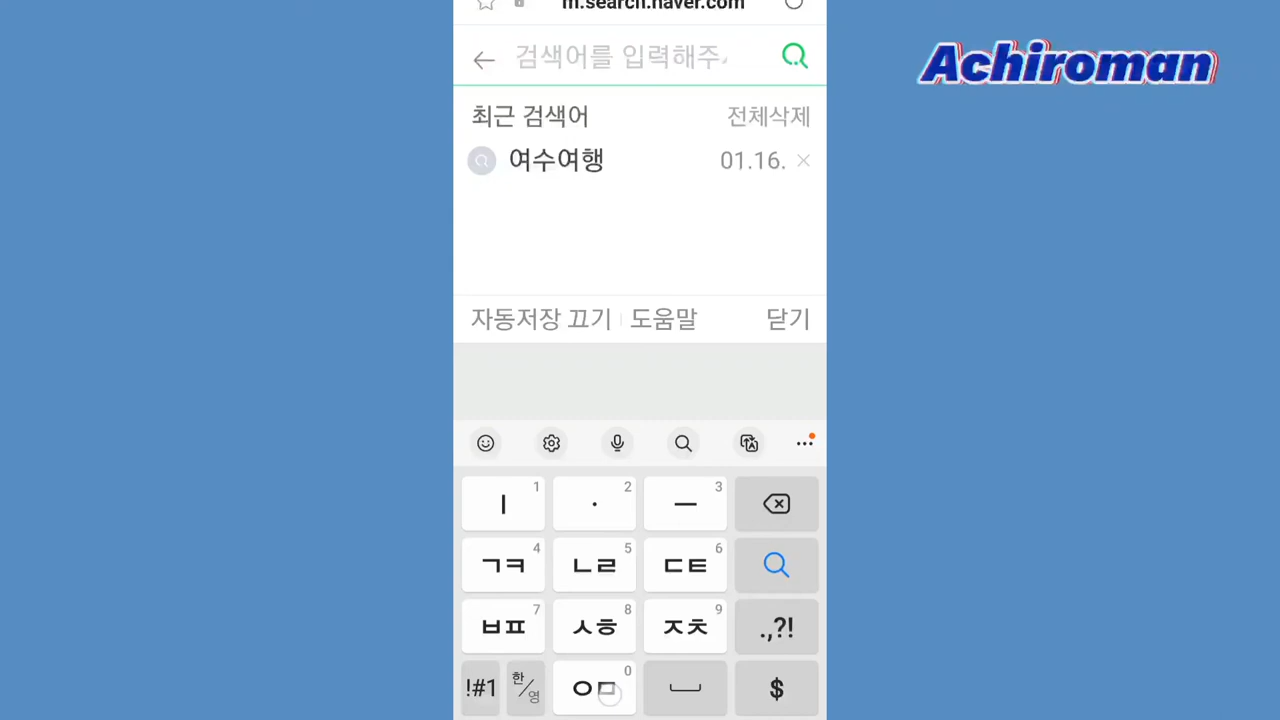 m.search.naver.com
Achiroman
검색어를 입력해주
최근 검색어 전체삭제
여수여행 01.16.
자동저장 끄기 도움말 닫기
ㅣ 1 · 2 ㅡ 3
ㄱㅋ 4 ㄴㄹ 5 ㄷㅌ 6
ㅂㅍ 7 ㅅㅎ 8 ㅈㅊ 9 .,?!
!#1 한/영 ㅇㅁ 0 $